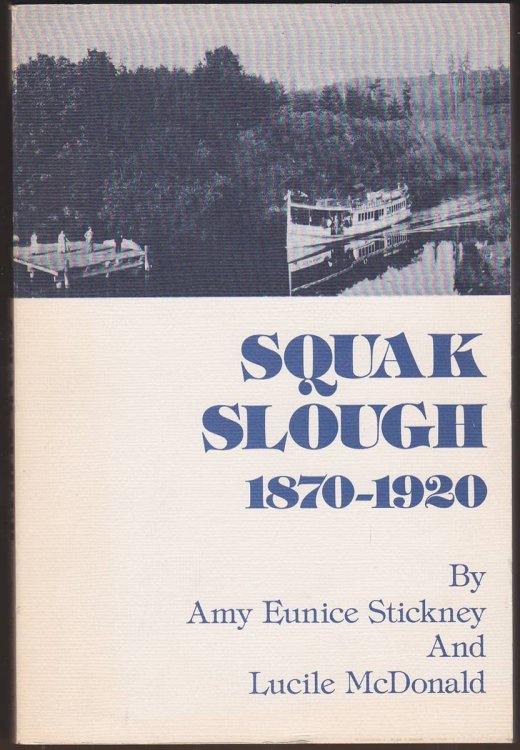 SQUAK
SLOUGH
1870-1920
By
Amy Eunice Stickney
And
Lucile McDonald